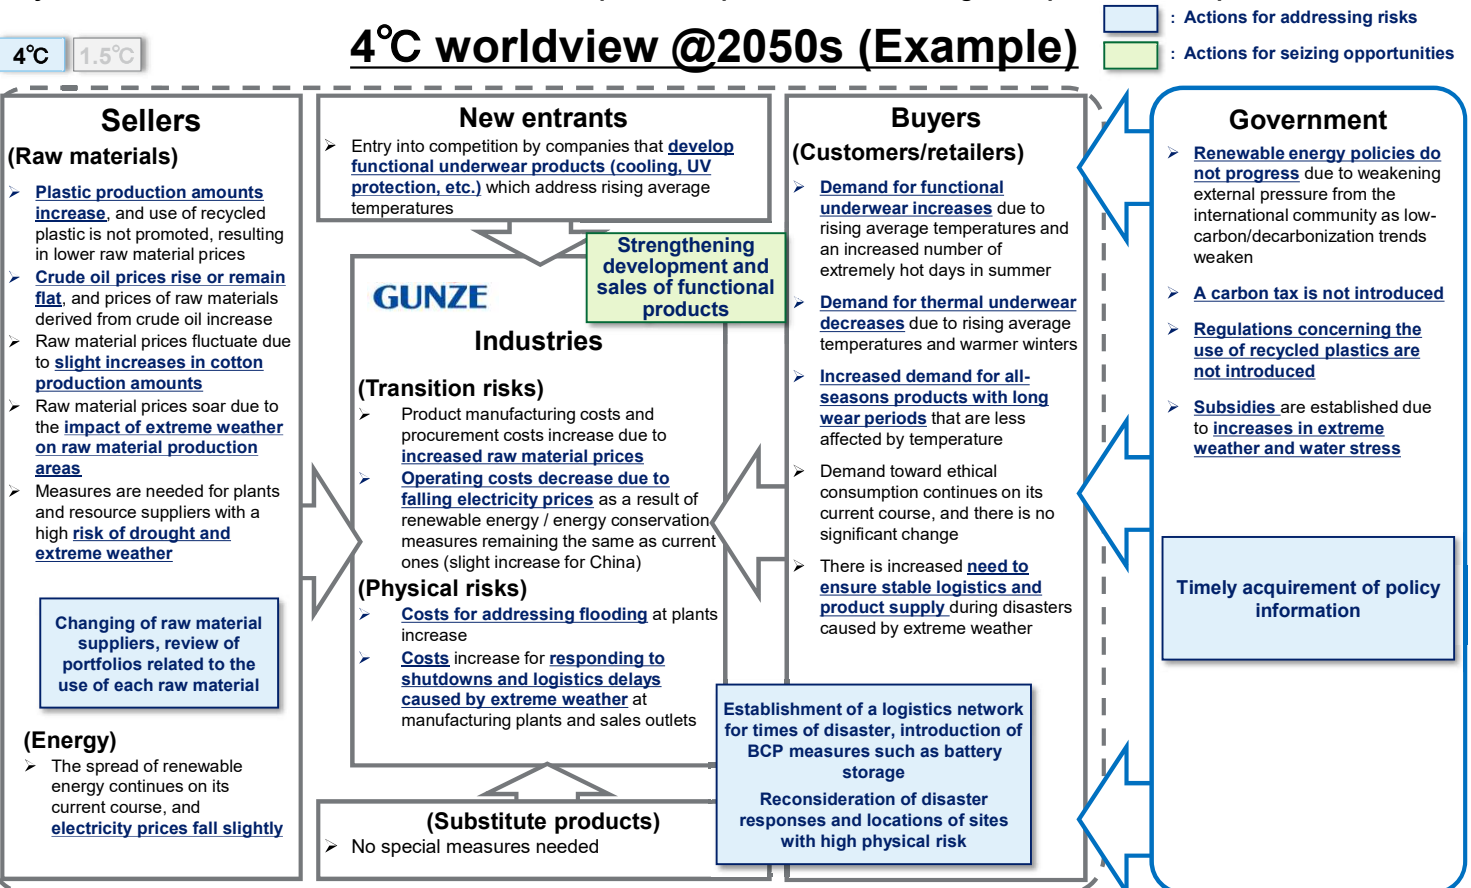 : Actions for addressing risks
4℃
1.5℃
4℃ worldview @2050s (Example)
: Actions for seizing opportunities
Sellers
(Raw materials)
➢ Plastic production amounts
increase, and use of recycled
plastic is not promoted, resulting
in lower raw material prices
➢ Crude oil prices rise or remain
flat, and prices of raw materials
derived from crude oil increase
➢ Raw material prices fluctuate due
to slight increases in cotton
production amounts
➢ Raw material prices soar due to
the impact of extreme weather
on raw material production
areas
➢ Measures are needed for plants
and resource suppliers with a
high risk of drought and
extreme weather
Changing of raw material
suppliers, review of
portfolios related to the
use of each raw material
(Energy)
➢ The spread of renewable
energy continues on its
current course, and
electricity prices fall slightly
New entrants
➢ Entry into competition by companies that develop
functional underwear products (cooling, UV
protection, etc.) which address rising average
temperatures
Strengthening
development and
sales of functional
products
GUNZE
Industries
(Transition risks)
➢ Product manufacturing costs and
procurement costs increase due to
increased raw material prices
➢ Operating costs decrease due to
falling electricity prices as a result of
renewable energy / energy conservation
measures remaining the same as current
ones (slight increase for China)
(Physical risks)
➢ Costs for addressing flooding at plants
increase
➢ Costs increase for responding to
shutdowns and logistics delays
caused by extreme weather at
manufacturing plants and sales outlets
(Substitute products)
➢ No special measures needed
Buyers
(Customers/retailers)
➢ Demand for functional
underwear increases due to
rising average temperatures and
an increased number of
extremely hot days in summer
➢ Demand for thermal underwear
decreases due to rising average
temperatures and warmer winters
➢ Increased demand for all-
seasons products with long
wear periods that are less
affected by temperature
➢ Demand toward ethical
consumption continues on its
current course, and there is no
significant change
➢ There is increased need to
ensure stable logistics and
product supply during disasters
caused by extreme weather
Establishment of a logistics network
for times of disaster, introduction of
BCP measures such as battery
storage
Reconsideration of disaster
responses and locations of sites
with high physical risk
Government
➢ Renewable energy policies do
not progress due to weakening
external pressure from the
international community as low-
carbon/decarbonization trends
weaken
➢ A carbon tax is not introduced
➢ Regulations concerning the
use of recycled plastics are
not introduced
➢ Subsidies are established due
to increases in extreme
weather and water stress
Timely acquirement of policy
information